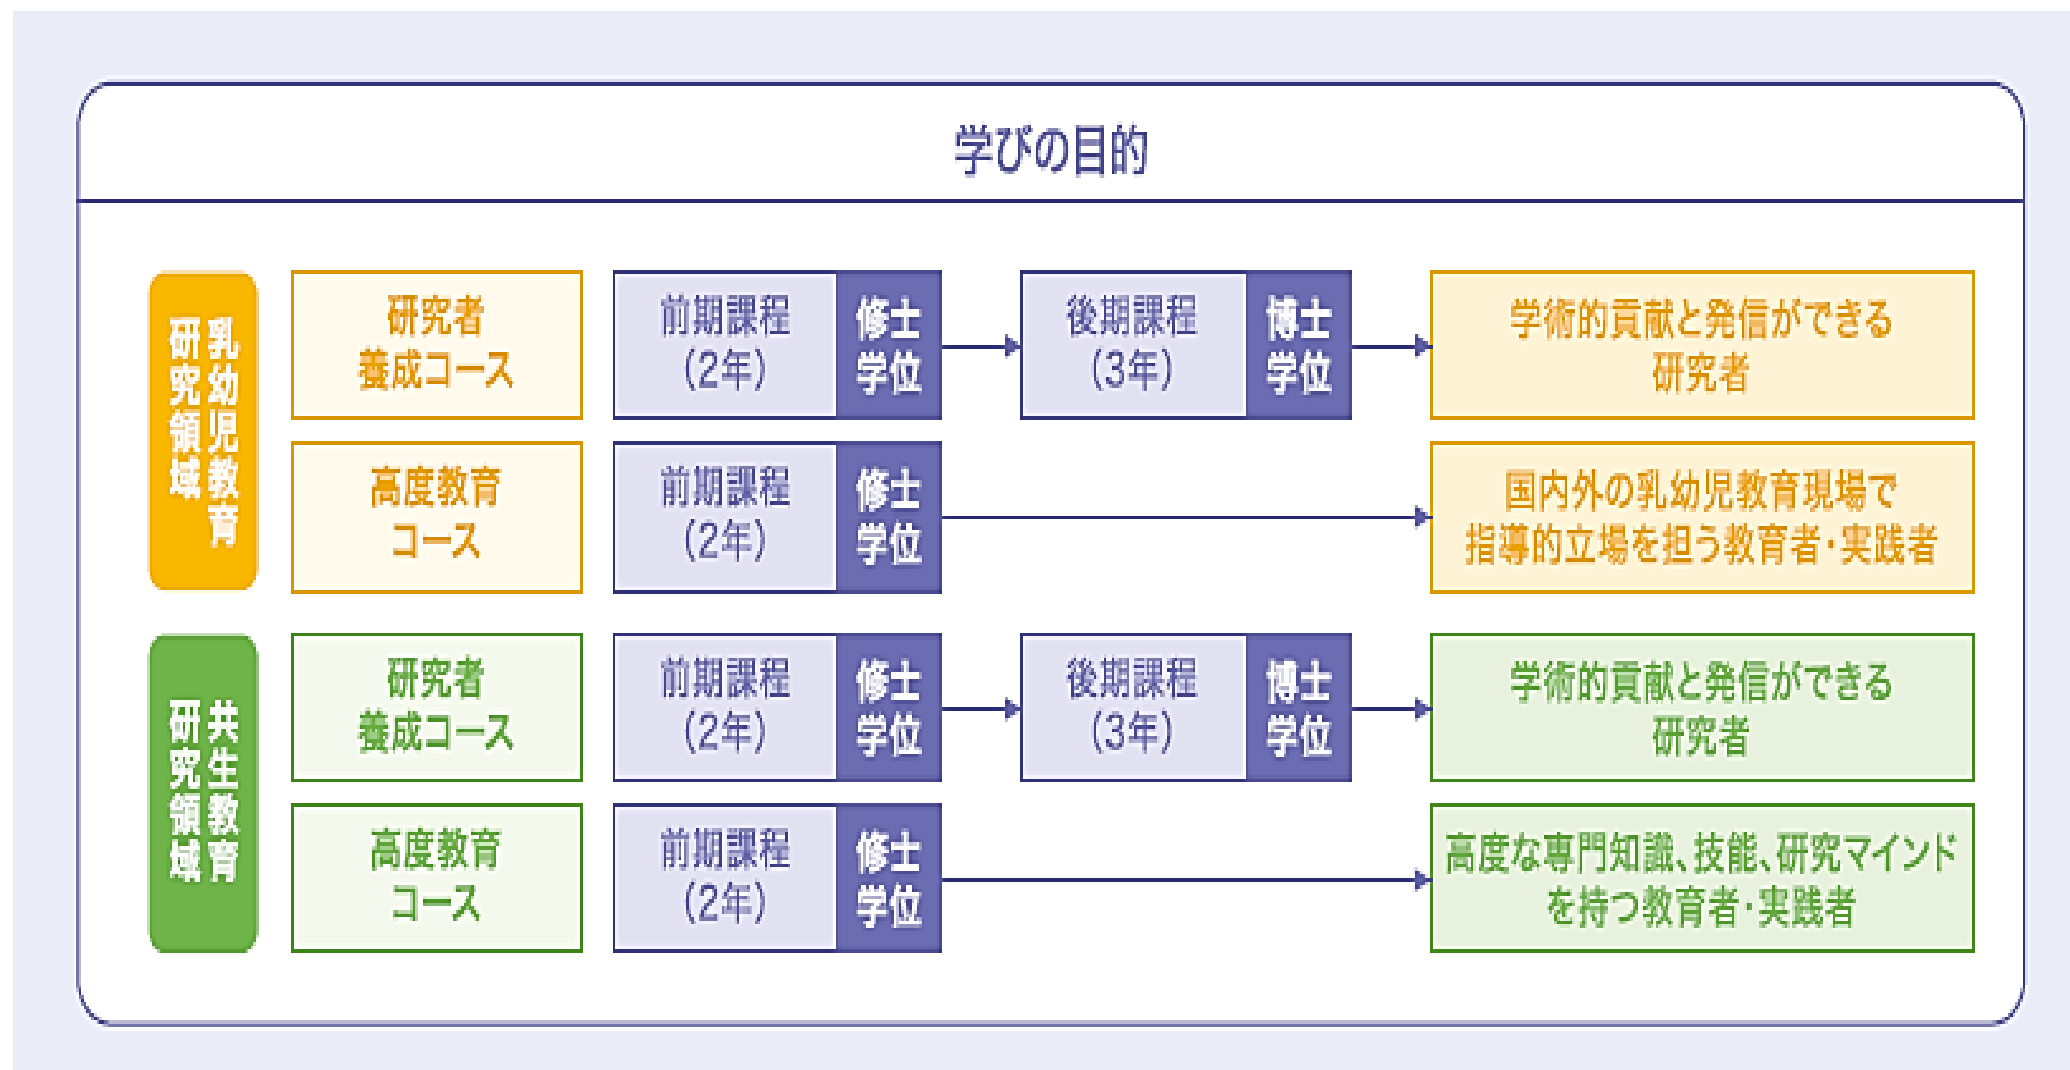 学びの目的
乳幼児教育
研究領域
研究者
養成コース
前期課程
(2年)
修士
学位
後期課程
(3年)
博士
学位
学術的貢献と発信ができる
研究者
高度教育
コース
前期課程
(2年)
修士
学位
国内外の乳幼児教育現場で
指導的立場を担う教育者・実践者
共生教育
研究領域
研究者
養成コース
前期課程
(2年)
修士
学位
後期課程
(3年)
博士
学位
学術的貢献と発信ができる
研究者
高度教育
コース
前期課程
(2年)
修士
学位
高度な専門知識、技能、研究マインド
を持つ教育者・実践者